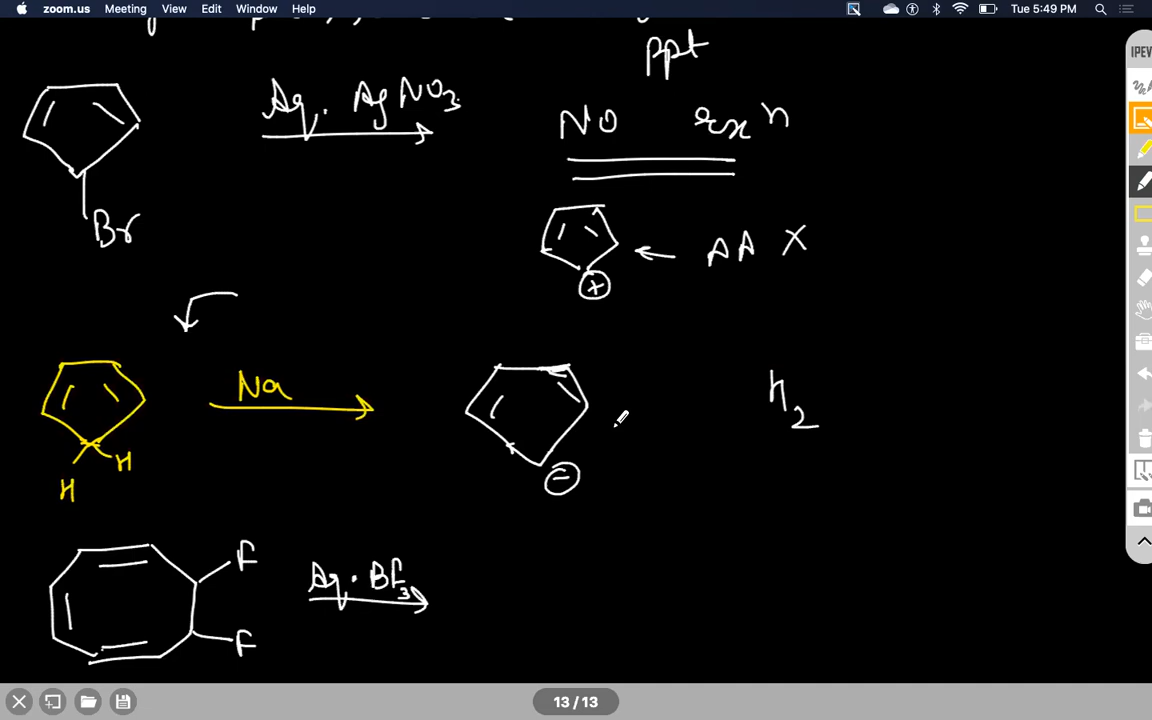 zoom.us Meeting View Edit Window Help Tue 5:49 PM
IPEV
ppt
Aq. AgNO3
NO rxn
Br
+
AA X
Na
H2
H
H
−
F
Aq. BF3
F
13 / 13